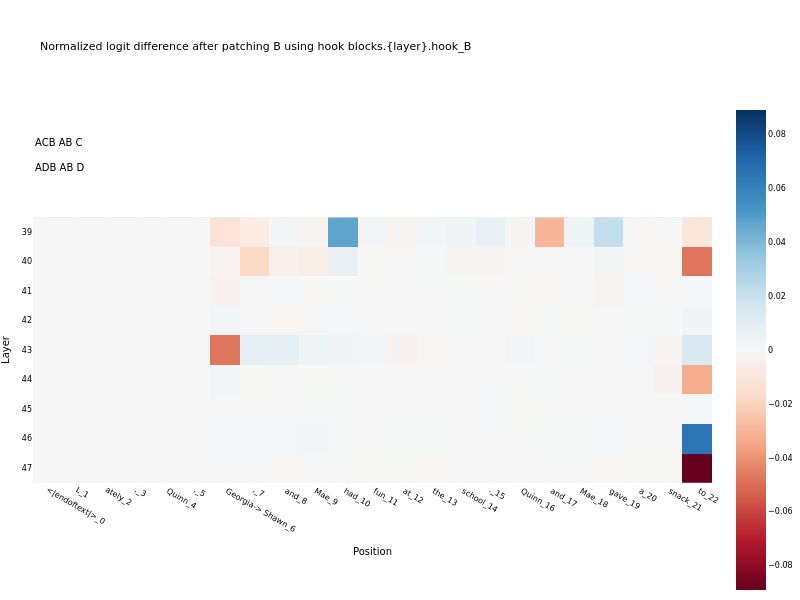 Normalized logit difference after patching B using hook blocks.{layer}.hook_B
ACB AB C
ADB AB D
0.08
0.06
0.04
0.02
0
−0.02
−0.04
−0.06
−0.08
39
40
41
42
43
44
45
46
47
Layer
<|endoftext|>_0
L_1
ately_2
,_3
Quinn_4
,_5
Georgia-> Shawn_6
,_7
and_8
Mae_9
had_10
fun_11
at_12
the_13
school_14
._15
Quinn_16
and_17
Mae_18
gave_19
a_20
snack_21
to_22
Position